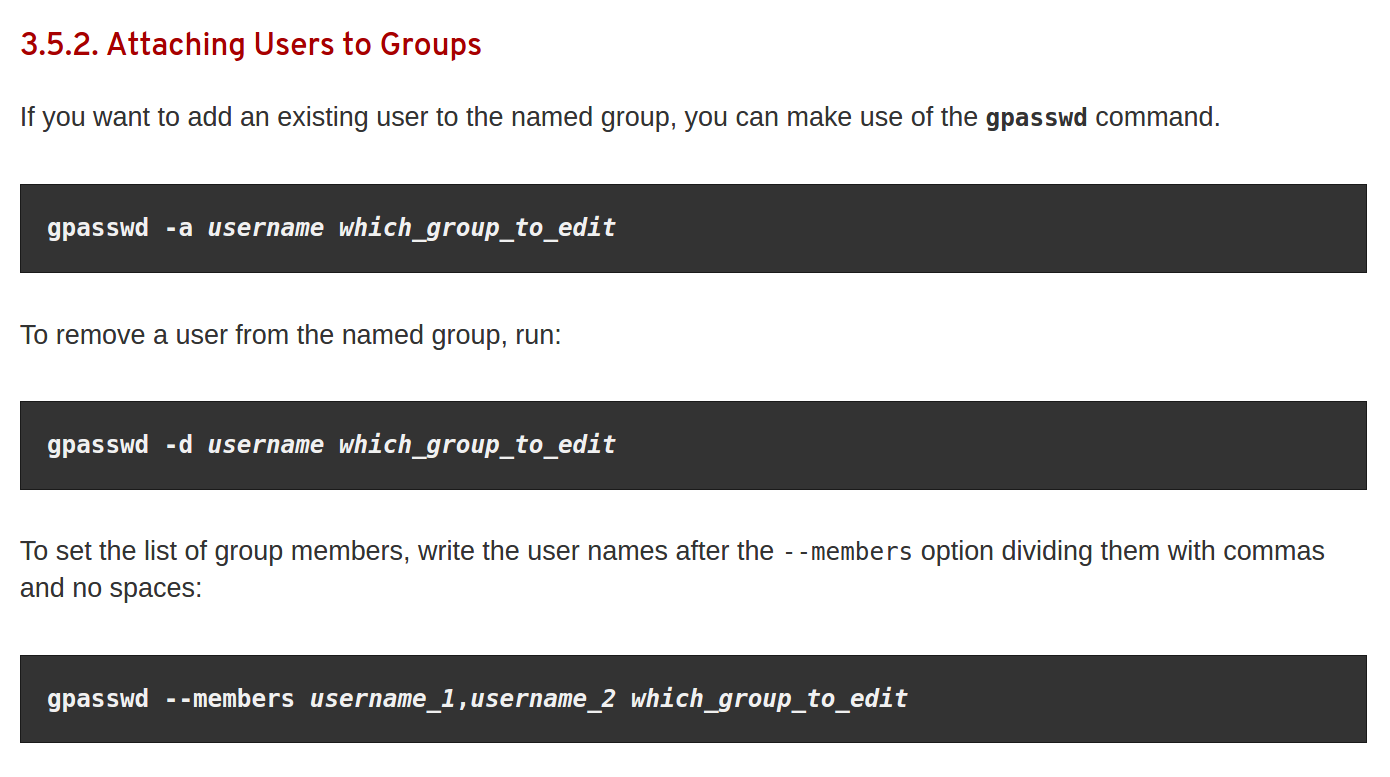 3.5.2. Attaching Users to Groups
If you want to add an existing user to the named group, you can make use of the gpasswd command.
gpasswd -a username which_group_to_edit
To remove a user from the named group, run:
gpasswd -d username which_group_to_edit
To set the list of group members, write the user names after the --members option dividing them with commas
and no spaces:
gpasswd --members username_1,username_2 which_group_to_edit